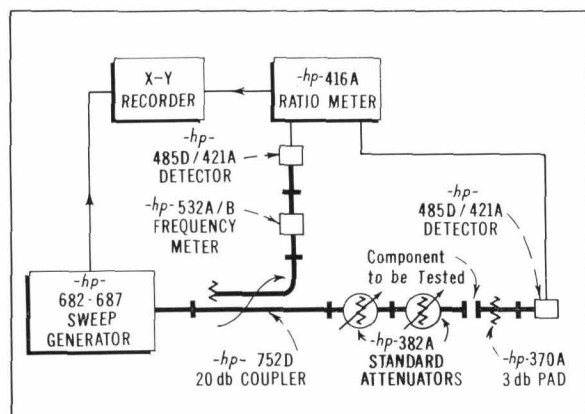 X-Y
RECORDER
-hp-416A
RATIO METER
-hp-
485D/421A
DETECTOR
-hp-532A/B
FREQUENCY
METER
-hp-
485D/421A
DETECTOR
Component
to be Tested
-hp-
682-687
SWEEP
GENERATOR
-hp- 752D
20 db COUPLER
-hp-382A
STANDARD
ATTENUATORS
-hp-370A
3 db PAD